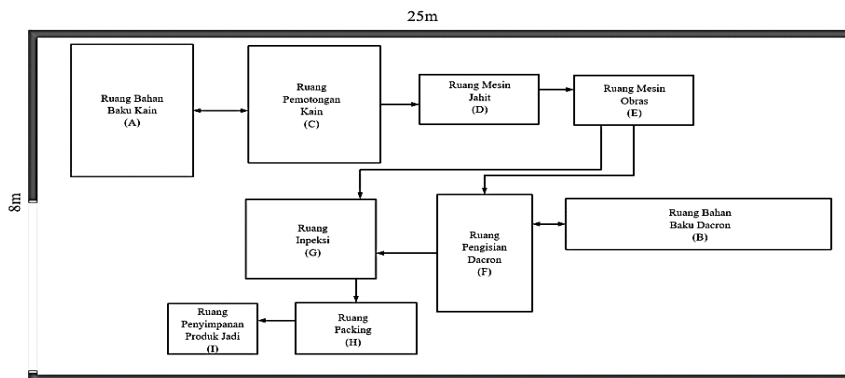 25m
8m
Ruang Bahan
Baku Kain
(A)
Ruang
Pemotongan
Kain
(C)
Ruang Mesin
Jahit
(D)
Ruang Mesin
Obras
(E)
Ruang
Inpeksi
(G)
Ruang
Pengisian
Dacron
(F)
Ruang Bahan
Baku Dacron
(B)
Ruang
Penyimpanan
Produk Jadi
(I)
Ruang
Packing
(H)